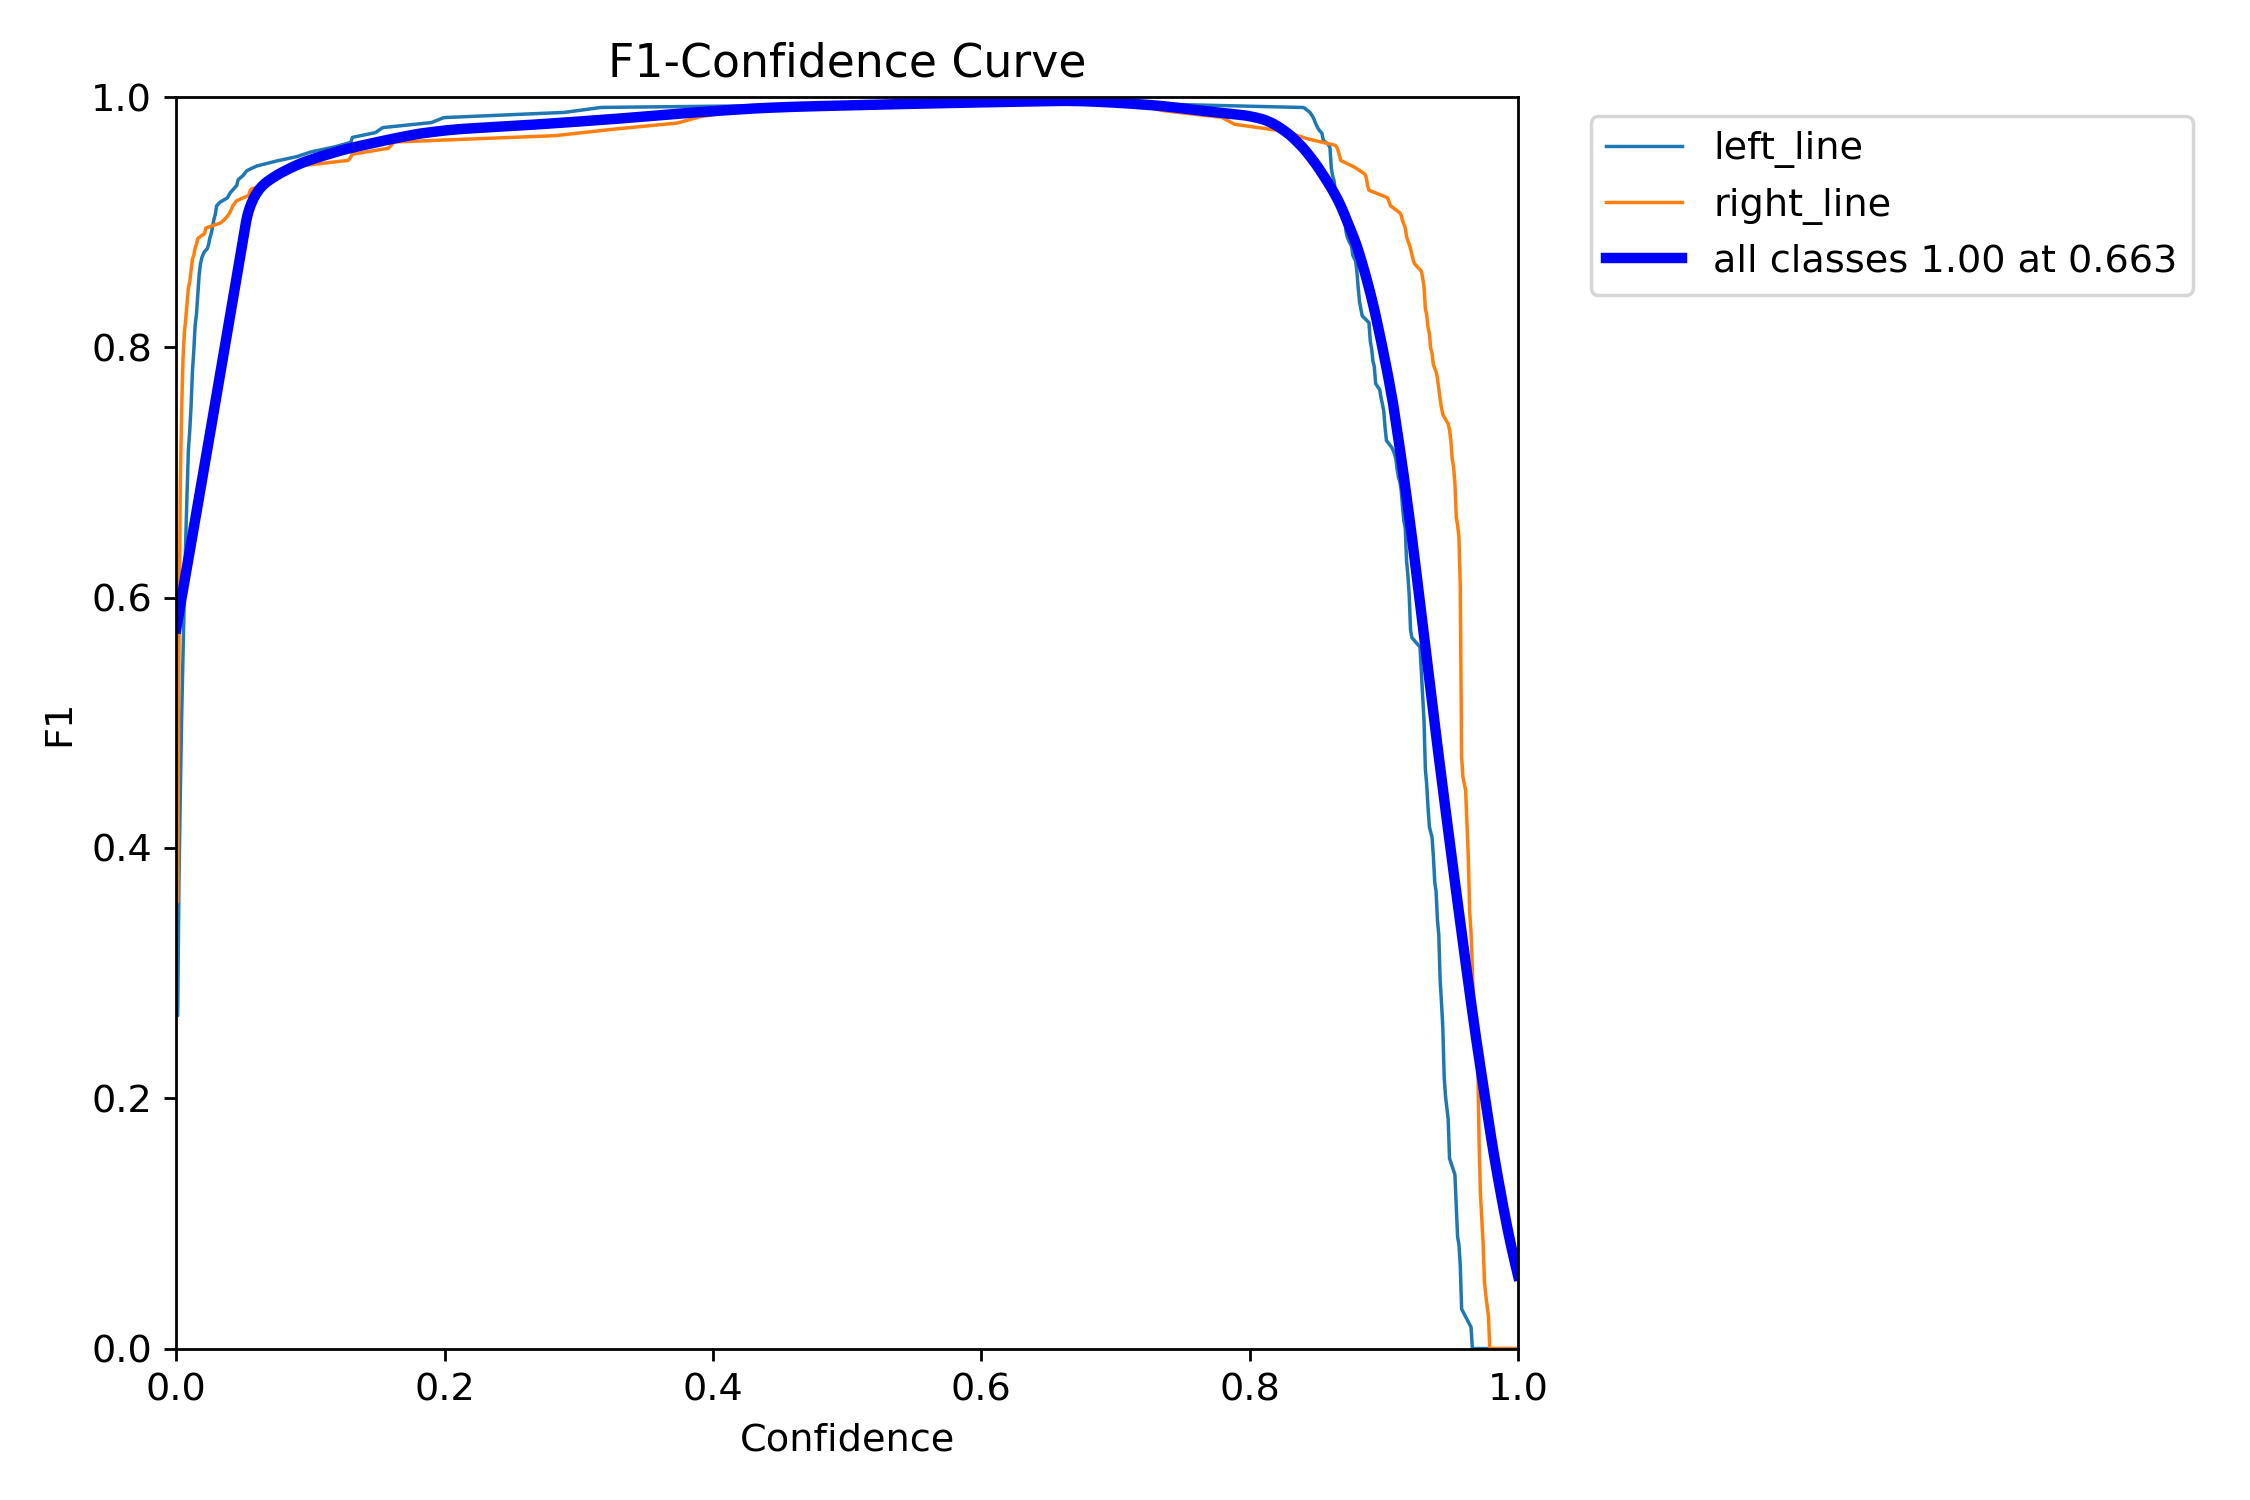 F1-Confidence Curve
1.0
0.8
0.6
0.4
0.2
0.0
F1
0.0 0.2 0.4 0.6 0.8 1.0
Confidence
left_line
right_line
all classes 1.00 at 0.663